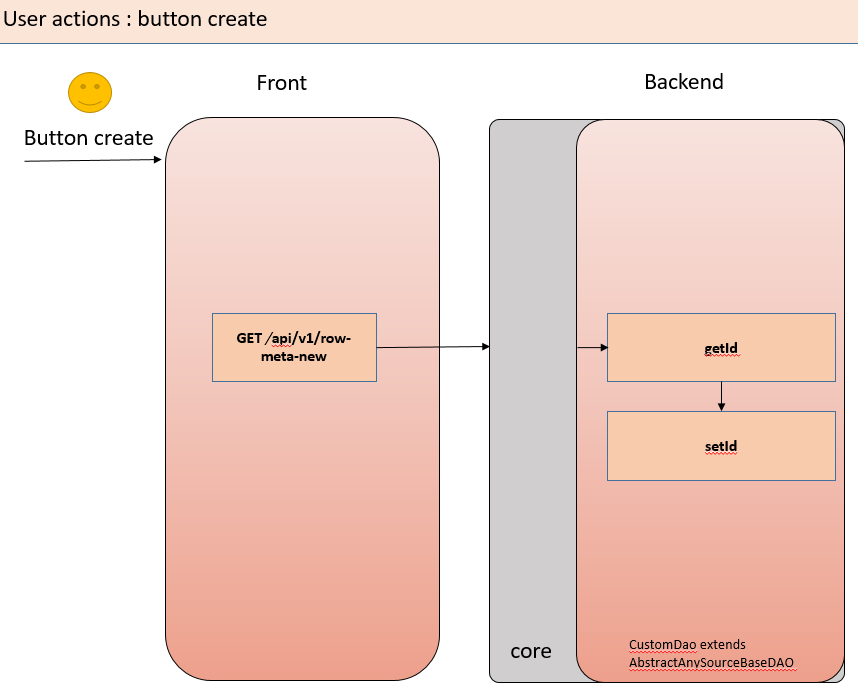 User actions : button create
Front
Backend
Button create
GET /api/v1/row-
meta-new
getId
setId
core
CustomDao extends
AbstractAnySourceBaseDAO